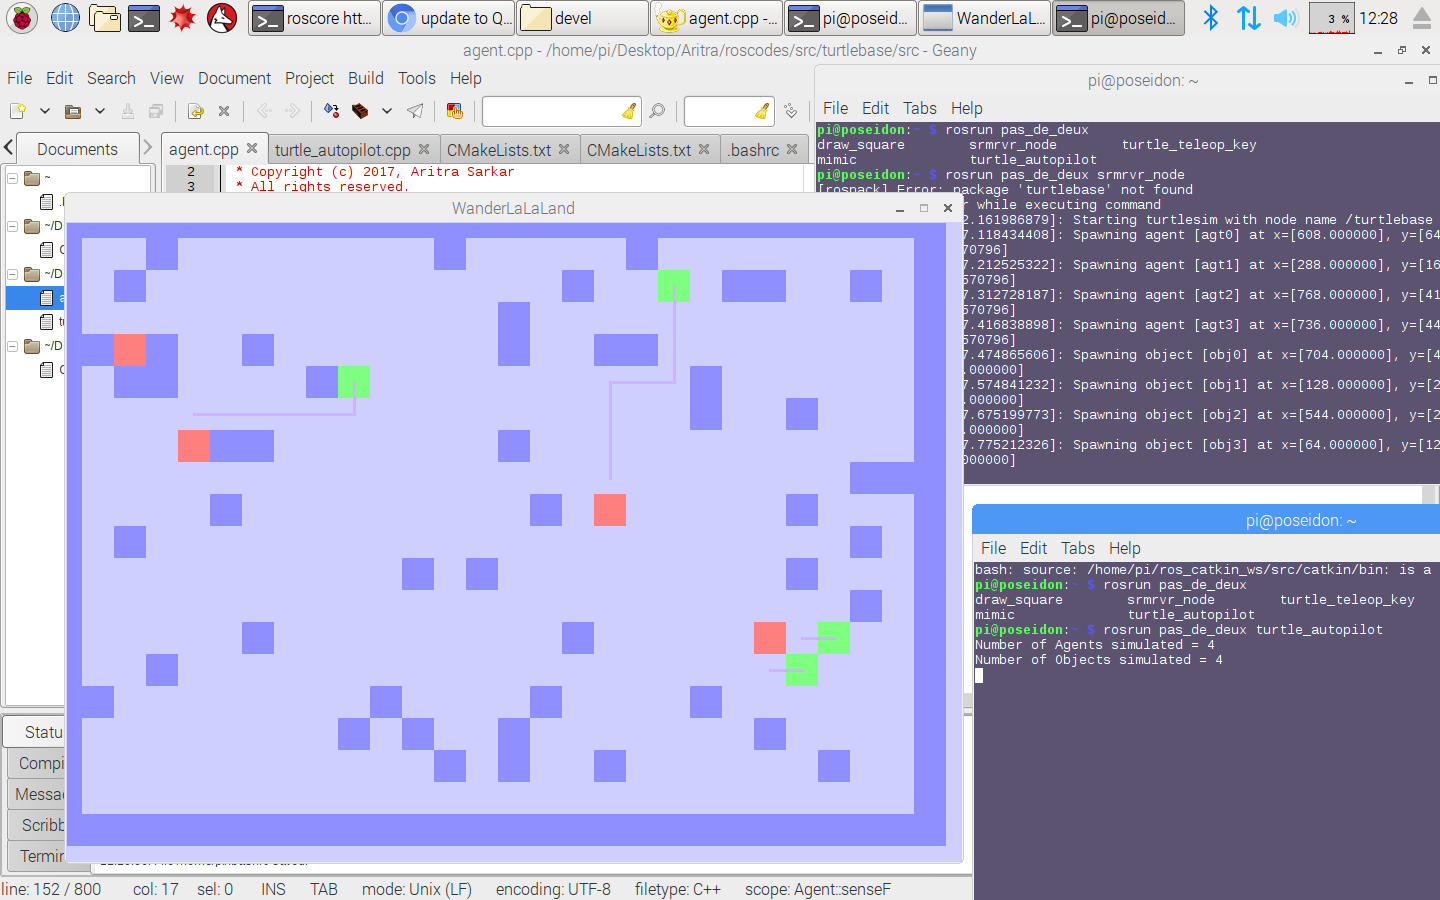 roscore htt...
update to Q...
devel
agent.cpp -...
pi@poseid...
WanderLaL...
pi@poseid...
3 %
12:28
agent.cpp - /home/pi/Desktop/Aritra/roscodes/src/turtlebase/src - Geany
File Edit Search View Document Project Build Tools Help
Documents
agent.cpp
turtle_autopilot.cpp
CMakeLists.txt
CMakeLists.txt
.bashrc
2 * Copyright (c) 2017, Aritra Sarkar
3 * All rights reserved.
~
~/D
~/D
~/D
WanderLaLaLand
pi@poseidon: ~
File Edit Tabs Help
pi@poseidon:~ $ rosrun pas_de_deux
draw_square srmrvr_node turtle_teleop_key
mimic turtle_autopilot
pi@poseidon:~ $ rosrun pas_de_deux srmrvr_node
[rospack] Error: package 'turtlebase' not found
r while executing command
2.161986879]: Starting turtlesim with node name /turtlebase
7.118434408]: Spawning agent [agt0] at x=[608.000000], y=[64
70796]
7.212525322]: Spawning agent [agt1] at x=[288.000000], y=[16
570796]
7.312728187]: Spawning agent [agt2] at x=[768.000000], y=[41
570796]
7.416838898]: Spawning agent [agt3] at x=[736.000000], y=[44
570796]
7.474865606]: Spawning object [obj0] at x=[704.000000], y=[4
.000000]
7.574841232]: Spawning object [obj1] at x=[128.000000], y=[2
.000000]
7.675199773]: Spawning object [obj2] at x=[544.000000], y=[2
.000000]
7.775212326]: Spawning object [obj3] at x=[64.000000], y=[12
000000]
pi@poseidon: ~
File Edit Tabs Help
bash: source: /home/pi/ros_catkin_ws/src/catkin/bin: is a
pi@poseidon:~ $ rosrun pas_de_deux
draw_square srmrvr_node turtle_teleop_key
mimic turtle_autopilot
pi@poseidon:~ $ rosrun pas_de_deux turtle_autopilot
Number of Agents simulated = 4
Number of Objects simulated = 4
Statu
Compi
Messa
Scribb
Termi
line: 152 / 800 col: 17 sel: 0 INS TAB mode: Unix (LF) encoding: UTF-8 filetype: C++ scope: Agent::senseF